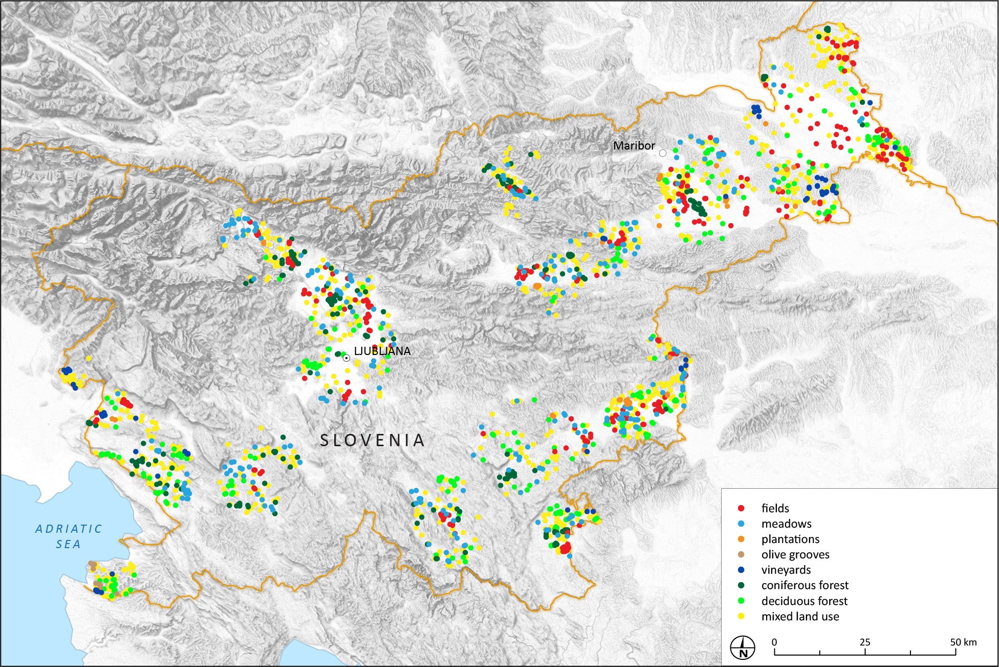 Maribor
LJUBLJANA
SLOVENIA
ADRIATIC
SEA
fields
meadows
plantations
olive grooves
vineyards
coniferous forest
deciduous forest
mixed land use
N
0 25 50 km